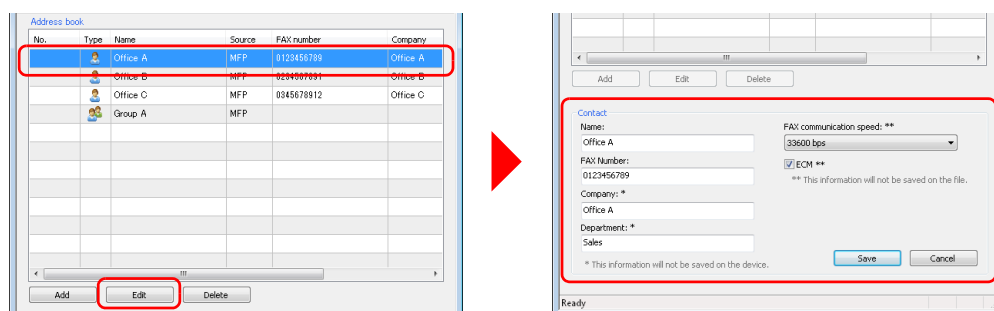 Address book
No. Type Name Source FAX number Company
Office A MFP 0123456789 Office A
Office B MFP 0234567891 Office B
Office C MFP 0345678912 Office C
Group A MFP
Add Edit Delete
Add Edit Delete
Contact
Name:
Office A
FAX Number:
0123456789
Company: *
Office A
Department: *
Sales
* This information will not be saved on the device.
FAX communication speed: **
33600 bps
ECM **
** This information will not be saved on the file.
Save Cancel
Ready